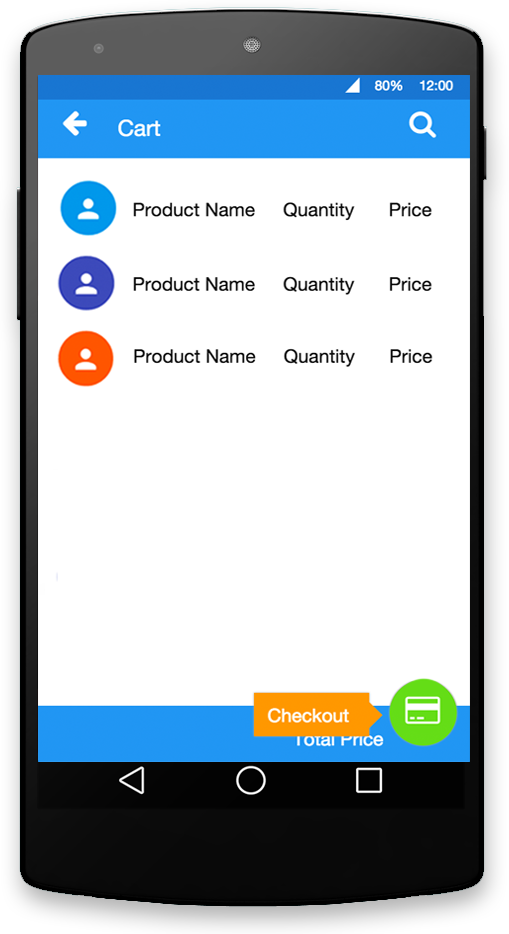 80% 12:00
Cart
Product Name Quantity Price
Product Name Quantity Price
Product Name Quantity Price
Checkout
Total Price